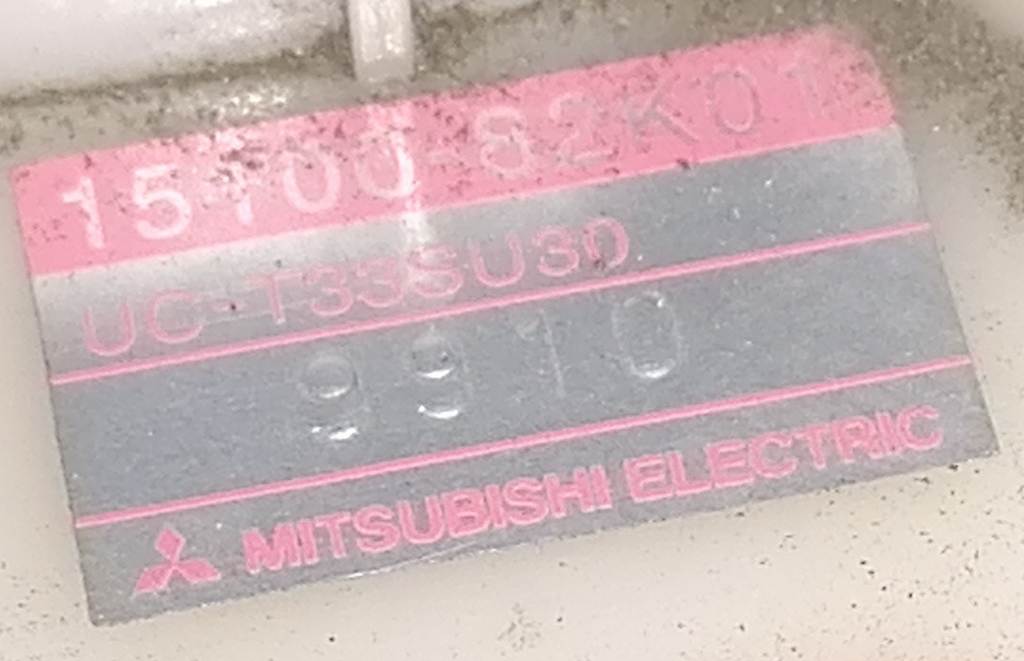 15100-82K01
UC-T33SU30
9910
MITSUBISHI ELECTRIC